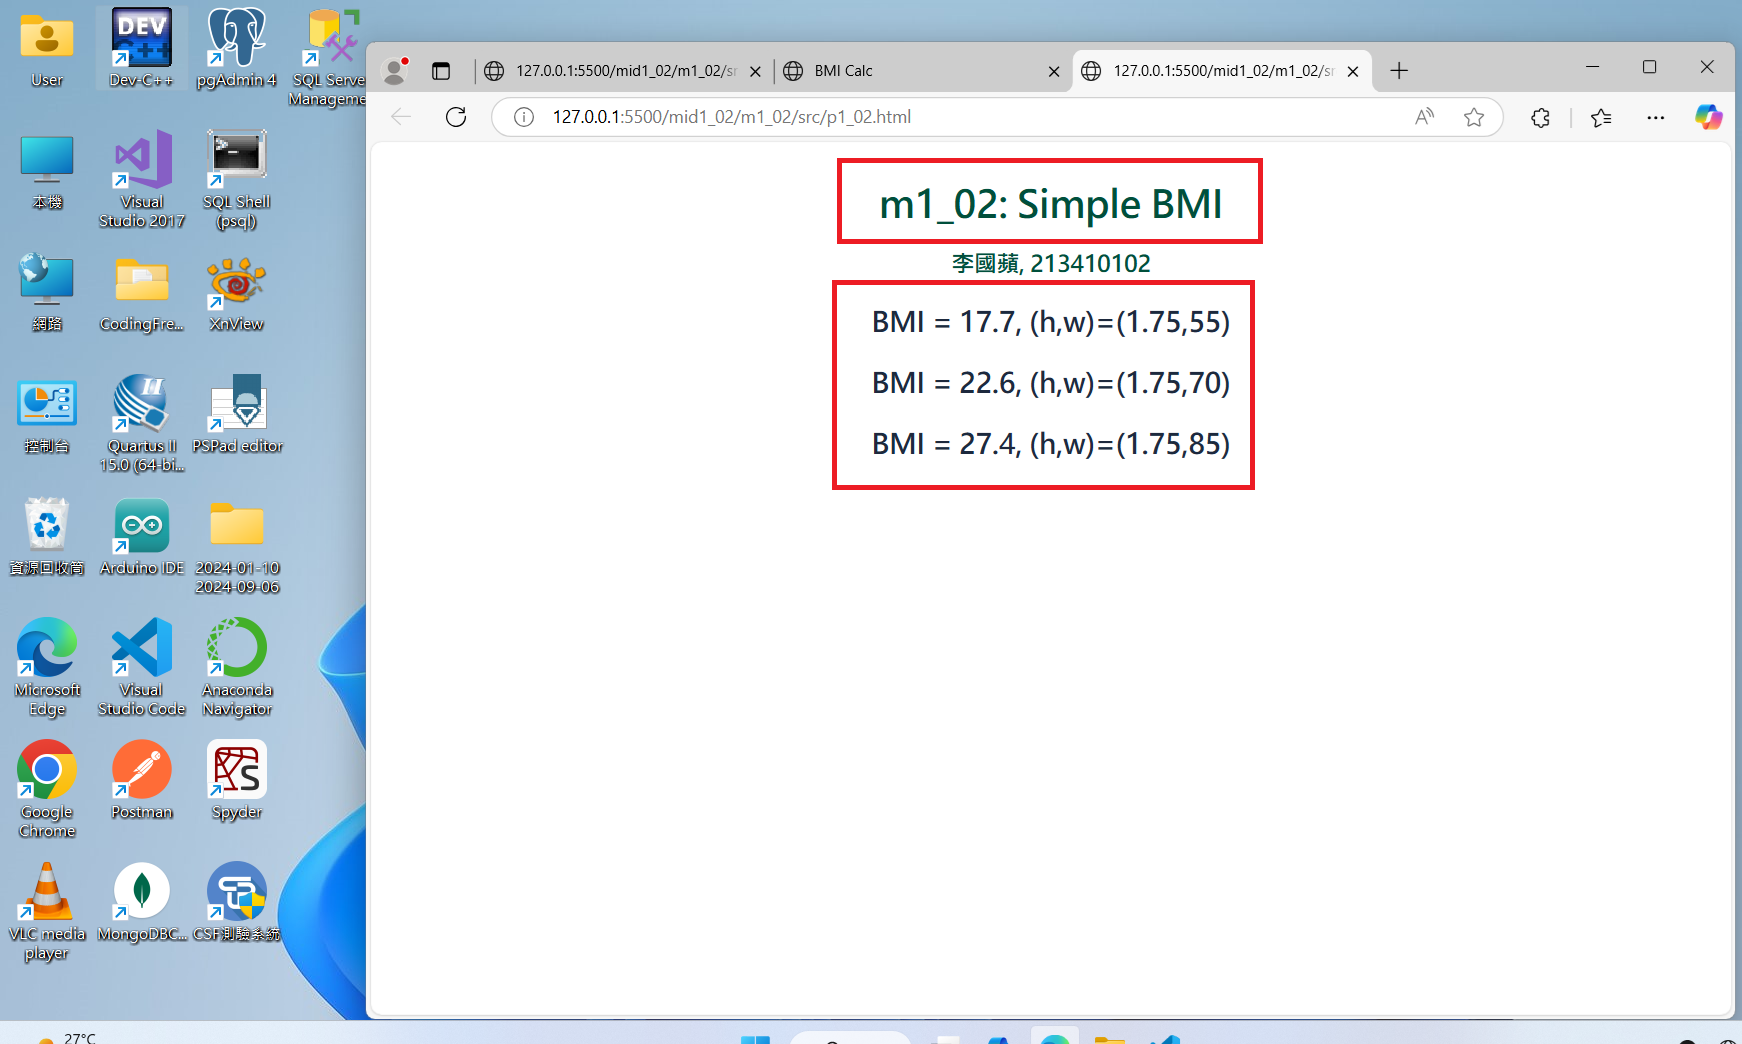 User
Dev-C++
pgAdmin 4
SQL Serve
Manageme
本機
Visual
Studio 2017
SQL Shell
(psql)
網路
CodingFre...
XnView
控制台
Quartus II
15.0 (64-bi...
PSPad editor
資源回收筒
Arduino IDE
2024-01-10
2024-09-06
Microsoft
Edge
Visual
Studio Code
Anaconda
Navigator
Google
Chrome
Postman
Spyder
VLC media
player
MongoDBC...
CSF測驗系統
127.0.0.1:5500/mid1_02/m1_02/sr
BMI Calc
127.0.0.1:5500/mid1_02/m1_02/sr
127.0.0.1:5500/mid1_02/m1_02/src/p1_02.html
m1_02: Simple BMI
李國蘋, 213410102
BMI = 17.7, (h,w)=(1.75,55)
BMI = 22.6, (h,w)=(1.75,70)
BMI = 27.4, (h,w)=(1.75,85)
27°C